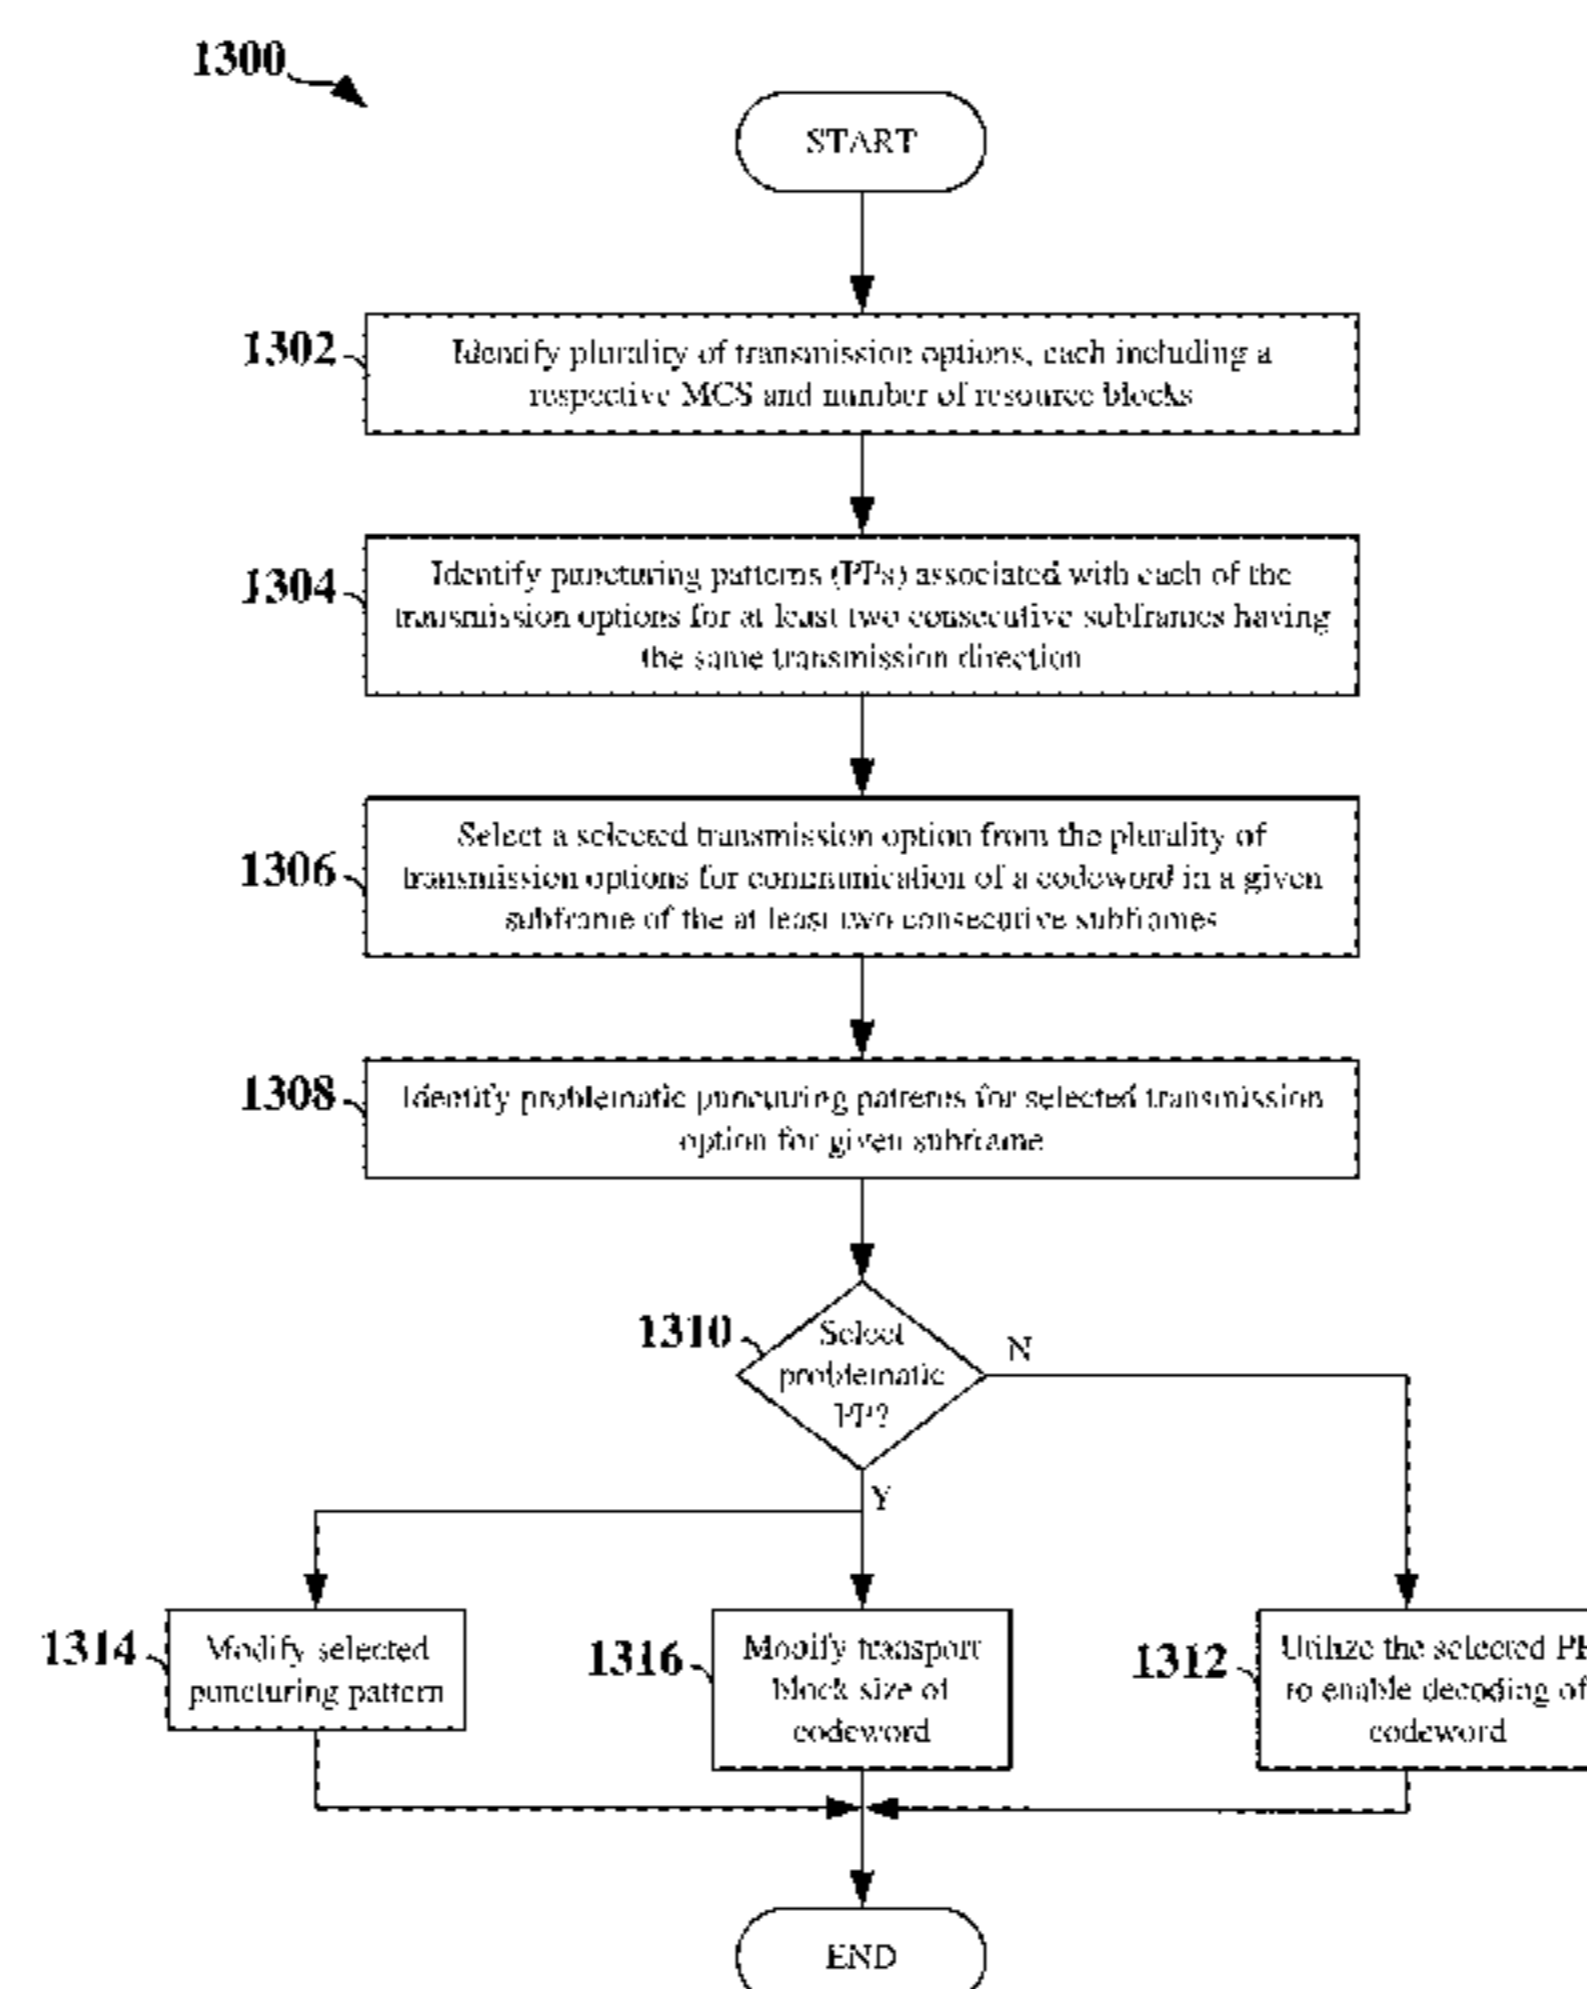 1300
START
1302
Identify plurality of transmission options, each including a
respective MCS and number of resource blocks
1304
Identify puncturing patterns (PPs) associated with each of the
transmission options for at least two consecutive subframes having
the same transmission direction
1306
Select a selected transmission option from the plurality of
transmission options for communication of a codeword in a given
subframe of the at least two consecutive subframes
1308
Identify problematic puncturing patterns for selected transmission
option for given subframe
1310
Select
problematic
PP?
N
Y
1314
Modify selected
puncturing pattern
1316
Modify transport
block size of
codeword
1312
Utilize the selected PP
to enable decoding of
codeword
END